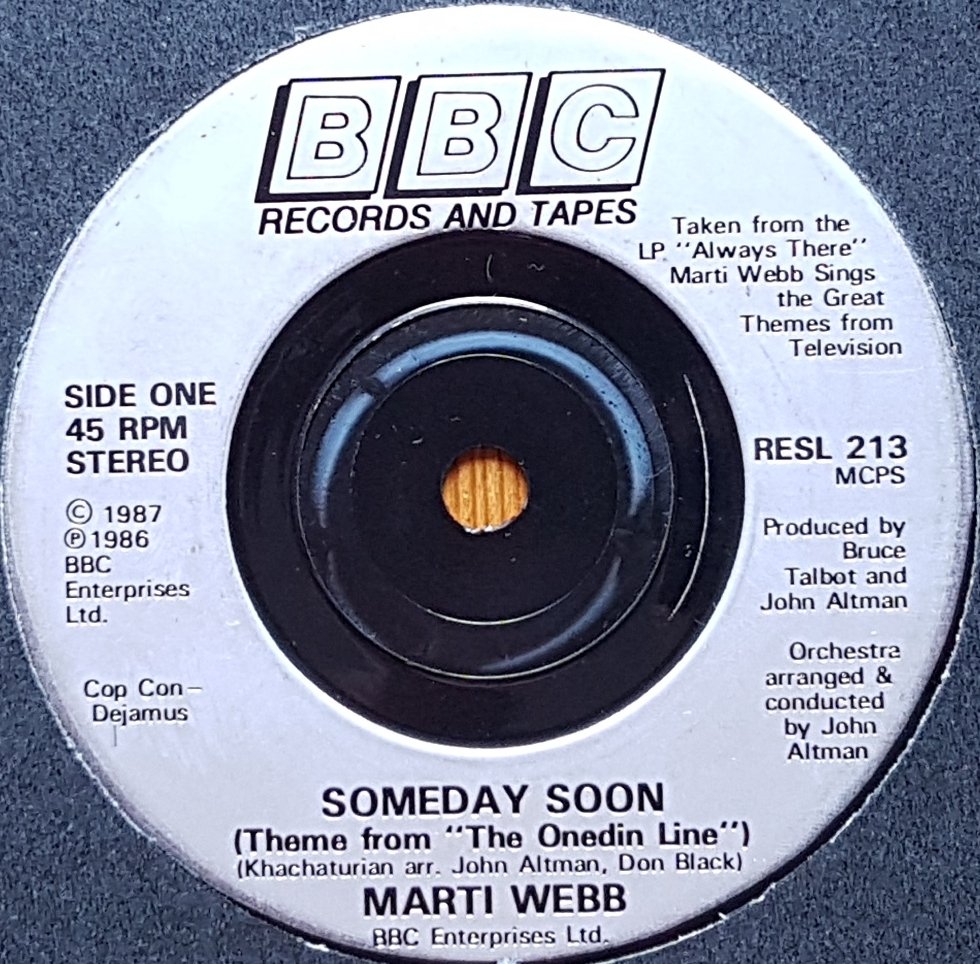 BBC
RECORDS AND TAPES
Taken from the
LP "Always There"
Marti Webb Sings
the Great
Themes from
Television
SIDE ONE
45 RPM
STEREO
© 1987
℗ 1986
BBC
Enterprises
Ltd.
Cop Con-
Dejamus
RESL 213
MCPS
Produced by
Bruce
Talbot and
John Altman
Orchestra
arranged &
conducted
by John
Altman
SOMEDAY SOON
(Theme from "The Onedin Line")
(Khachaturian arr. John Altman, Don Black)
MARTI WEBB
BBC Enterprises Ltd.